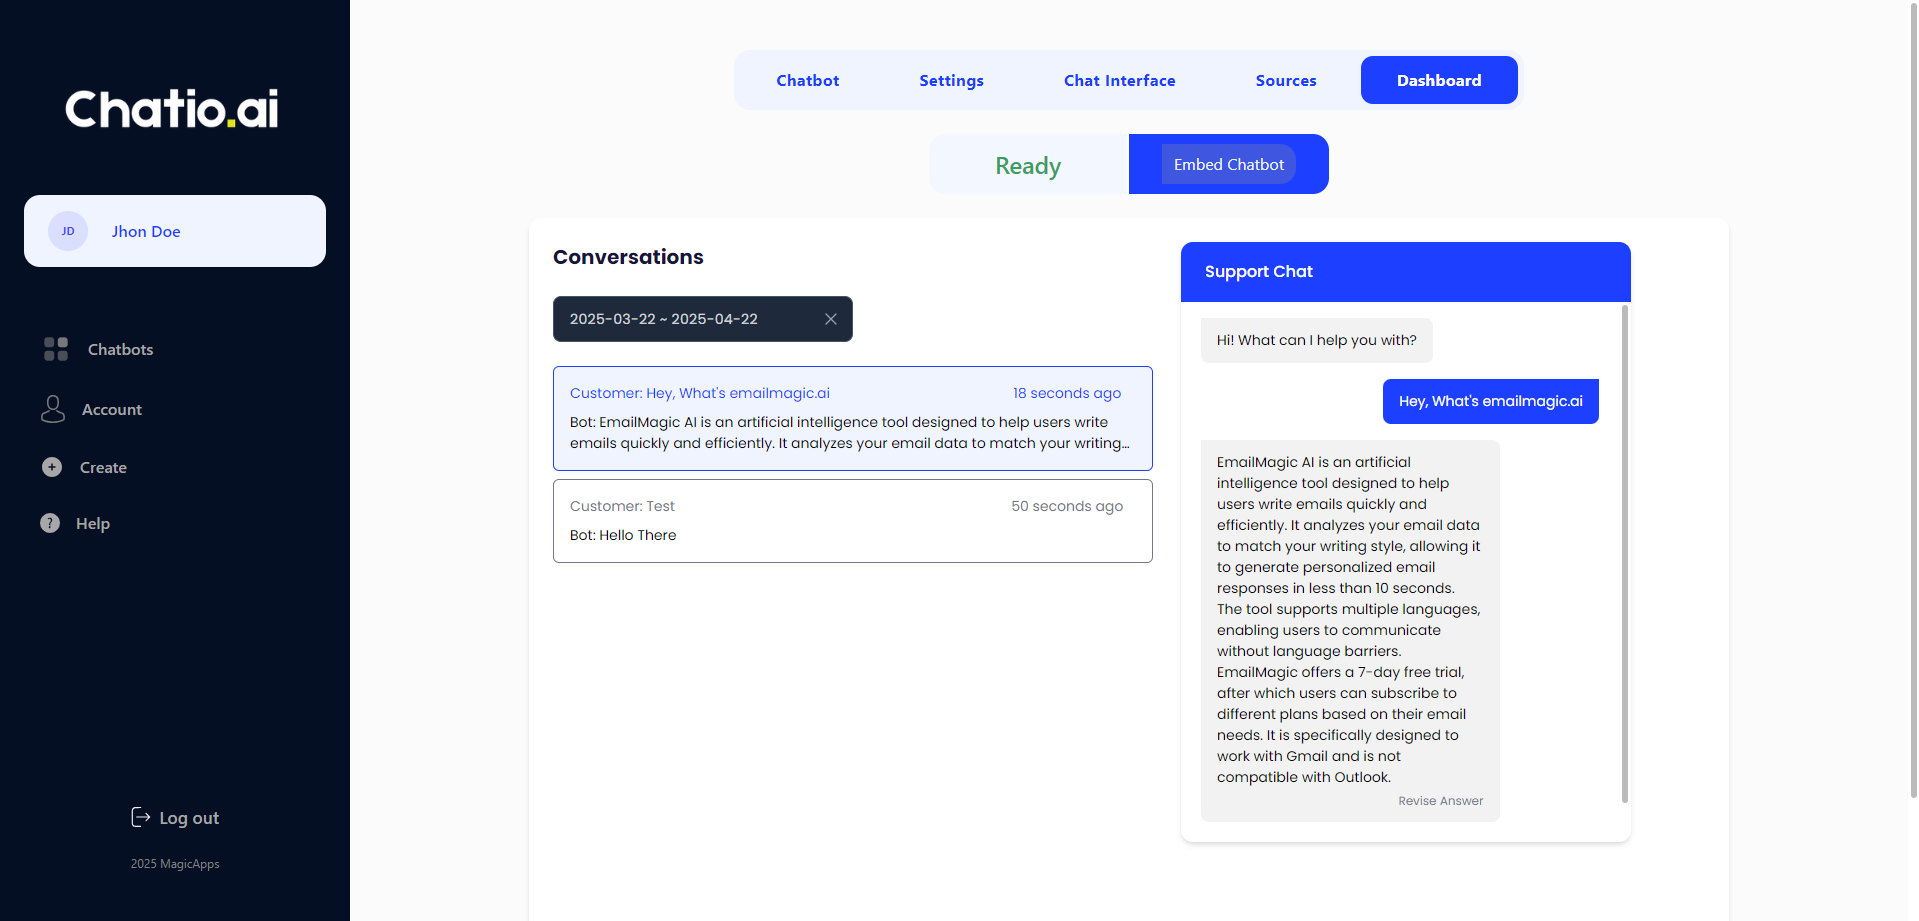 Chatio.ai
JD
Jhon Doe
Chatbots
Account
Create
Help
Log out
2025 MagicApps
Chatbot
Settings
Chat Interface
Sources
Dashboard
Ready
Embed Chatbot
Conversations
2025-03-22 ~ 2025-04-22
Customer: Hey, What's emailmagic.ai
18 seconds ago
Bot: EmailMagic AI is an artificial intelligence tool designed to help users write
emails quickly and efficiently. It analyzes your email data to match your writing...
Customer: Test
50 seconds ago
Bot: Hello There
Support Chat
Hi! What can I help you with?
Hey, What's emailmagic.ai
EmailMagic AI is an artificial
intelligence tool designed to help
users write emails quickly and
efficiently. It analyzes your email data
to match your writing style, allowing it
to generate personalized email
responses in less than 10 seconds.
The tool supports multiple languages,
enabling users to communicate
without language barriers.
EmailMagic offers a 7-day free trial,
after which users can subscribe to
different plans based on their email
needs. It is specifically designed to
work with Gmail and is not
compatible with Outlook.
Revise Answer